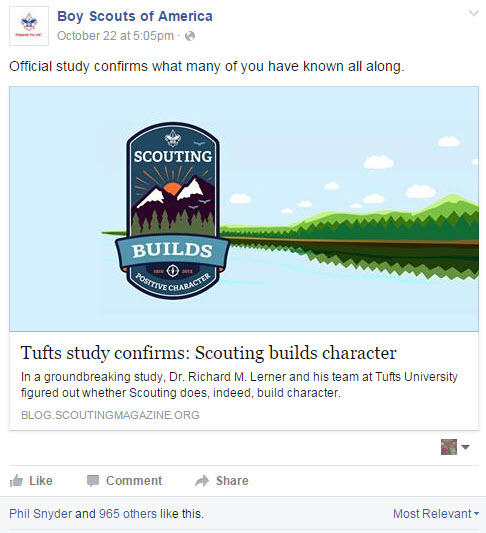 Boy Scouts of America
October 22 at 5:05pm ·
Official study confirms what many of you have known all along.
SCOUTING
BUILDS
POSITIVE CHARACTER
Tufts study confirms: Scouting builds character
In a groundbreaking study, Dr. Richard M. Lerner and his team at Tufts University
figured out whether Scouting does, indeed, build character.
BLOG.SCOUTINGMAGAZINE.ORG
Like Comment Share
Phil Snyder and 965 others like this. Most Relevant